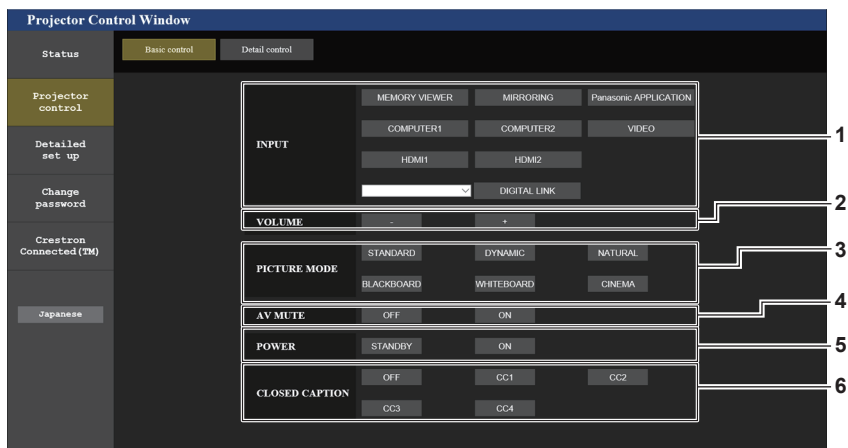 Projector Control Window
Status
Basic control
Detail control
Projector
control
Detailed
set up
Change
password
Crestron
Connected(TM)
Japanese
INPUT
MEMORY VIEWER
MIRRORING
Panasonic APPLICATION
COMPUTER1
COMPUTER2
VIDEO
HDMI1
HDMI2
DIGITAL LINK
1
VOLUME
-
+
2
PICTURE MODE
STANDARD
DYNAMIC
NATURAL
BLACKBOARD
WHITEBOARD
CINEMA
3
AV MUTE
OFF
ON
4
POWER
STANDBY
ON
5
CLOSED CAPTION
OFF
CC1
CC2
CC3
CC4
6